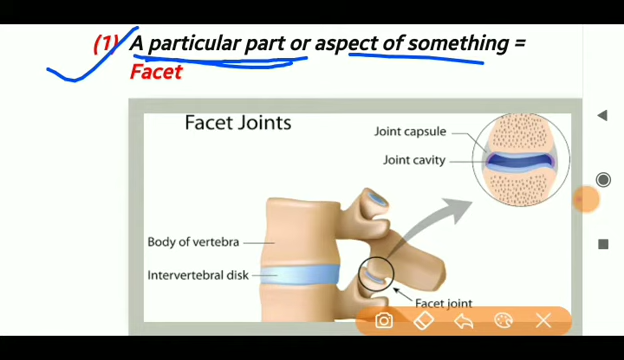 (1) A particular part or aspect of something =
Facet
Facet Joints
Joint capsule
Joint cavity
Body of vertebra
Intervertebral disk
Facet joint